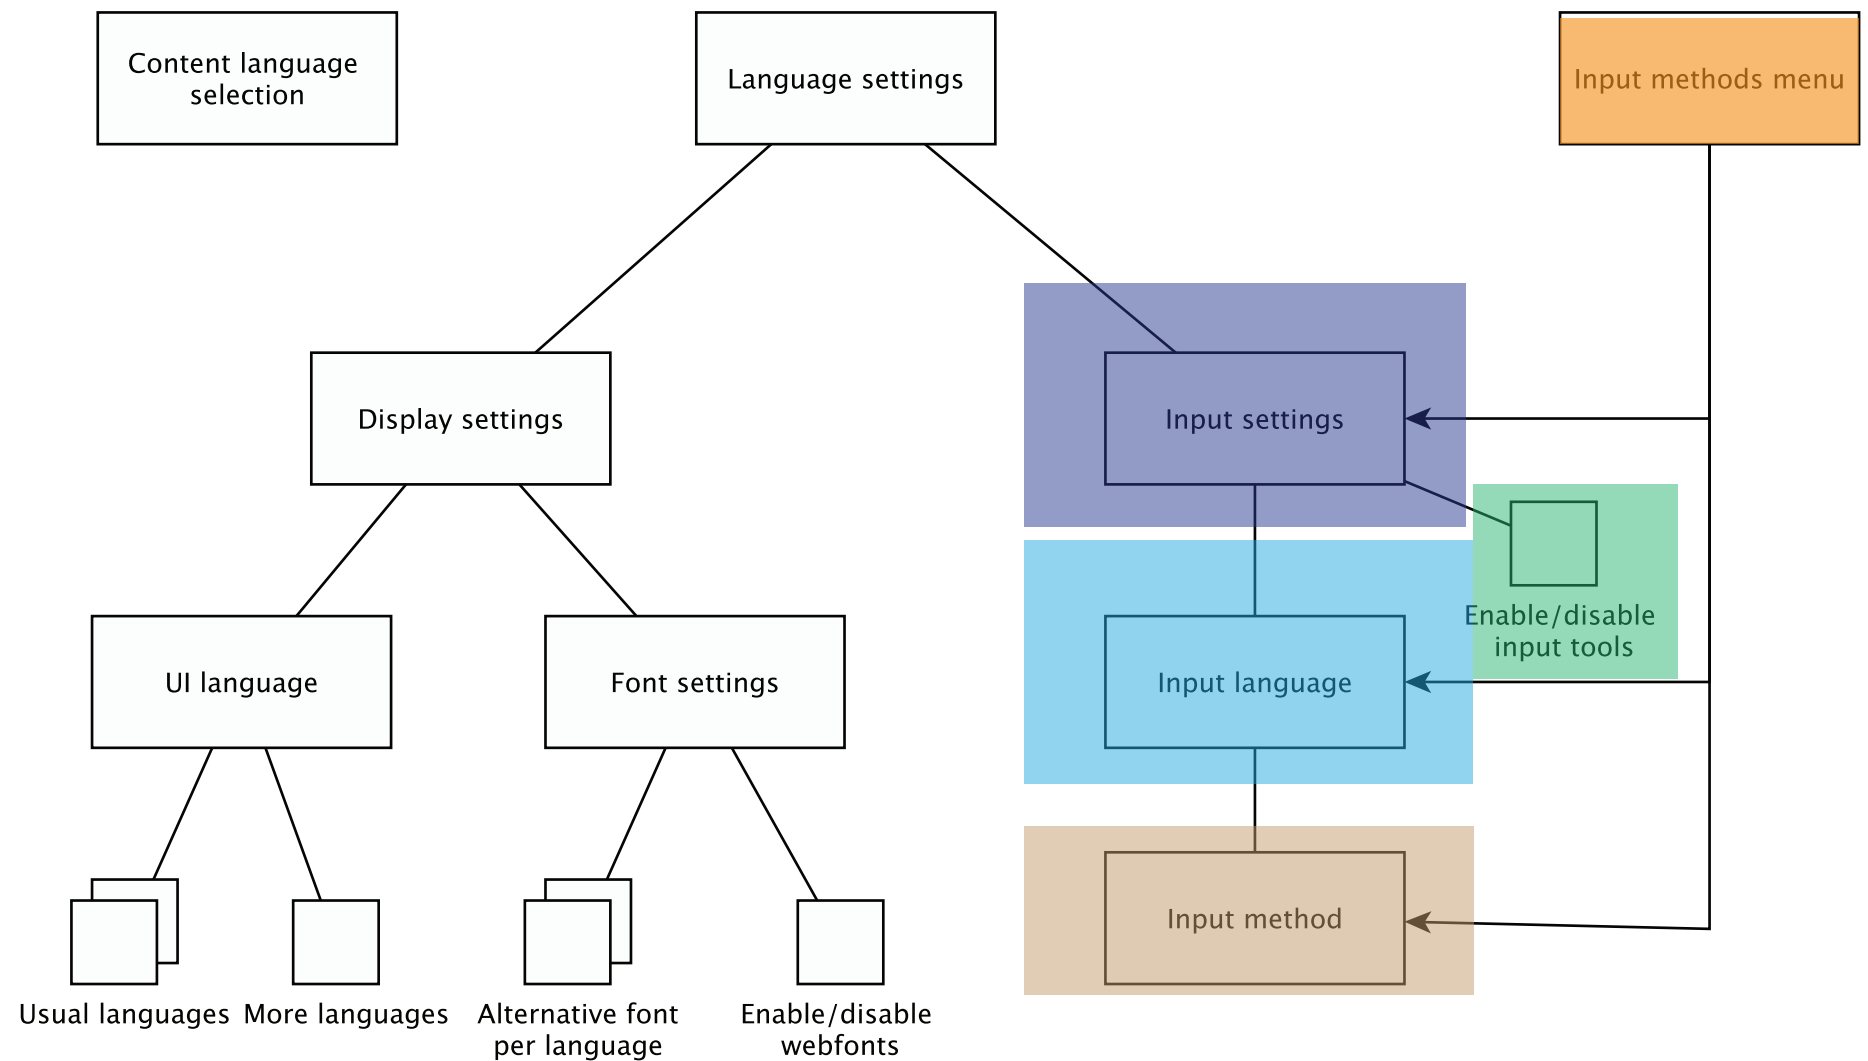 Content language
selection
Language settings
Input methods menu
Display settings
Input settings
Enable/disable
input tools
UI language
Font settings
Input language
Input method
Usual languages
More languages
Alternative font
per language
Enable/disable
webfonts